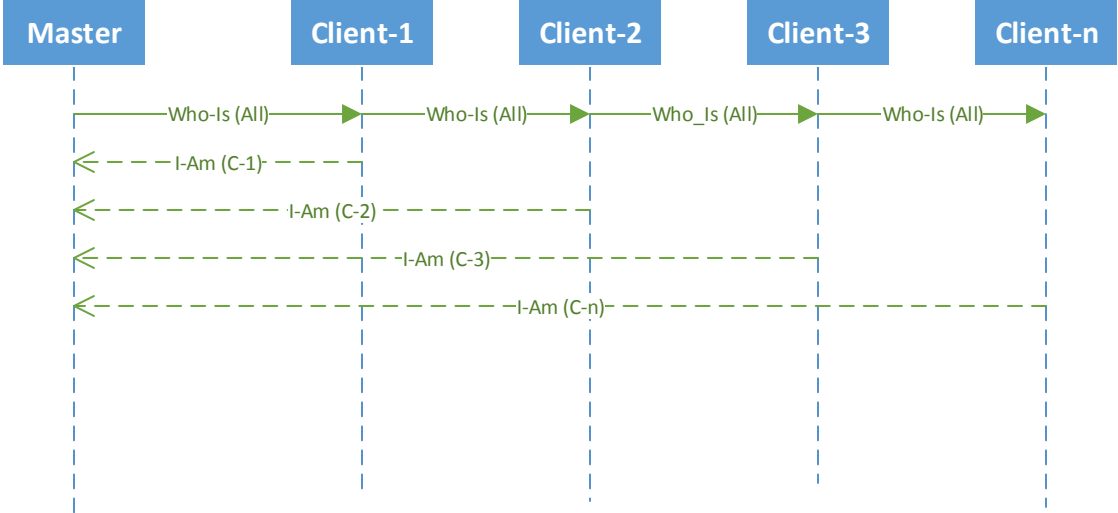 Master
Client-1
Client-2
Client-3
Client-n
Who-Is (All)
Who-Is (All)
Who_Is (All)
Who-Is (All)
I-Am (C-1)
I-Am (C-2)
I-Am (C-3)
I-Am (C-n)